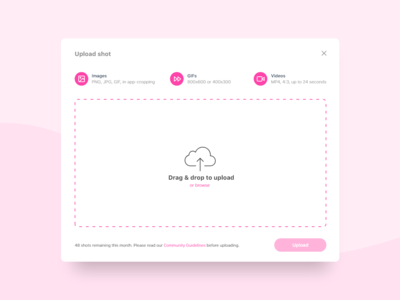 Upload shot
Images
PNG, JPG, GIF, in app-cropping
GIFs
800x600 or 400x300
Videos
MP4, 4:3, up to 24 seconds
Drag & drop to upload
or browse
shots remaining this month. Please read our Community Guidelines before uploading
Upload